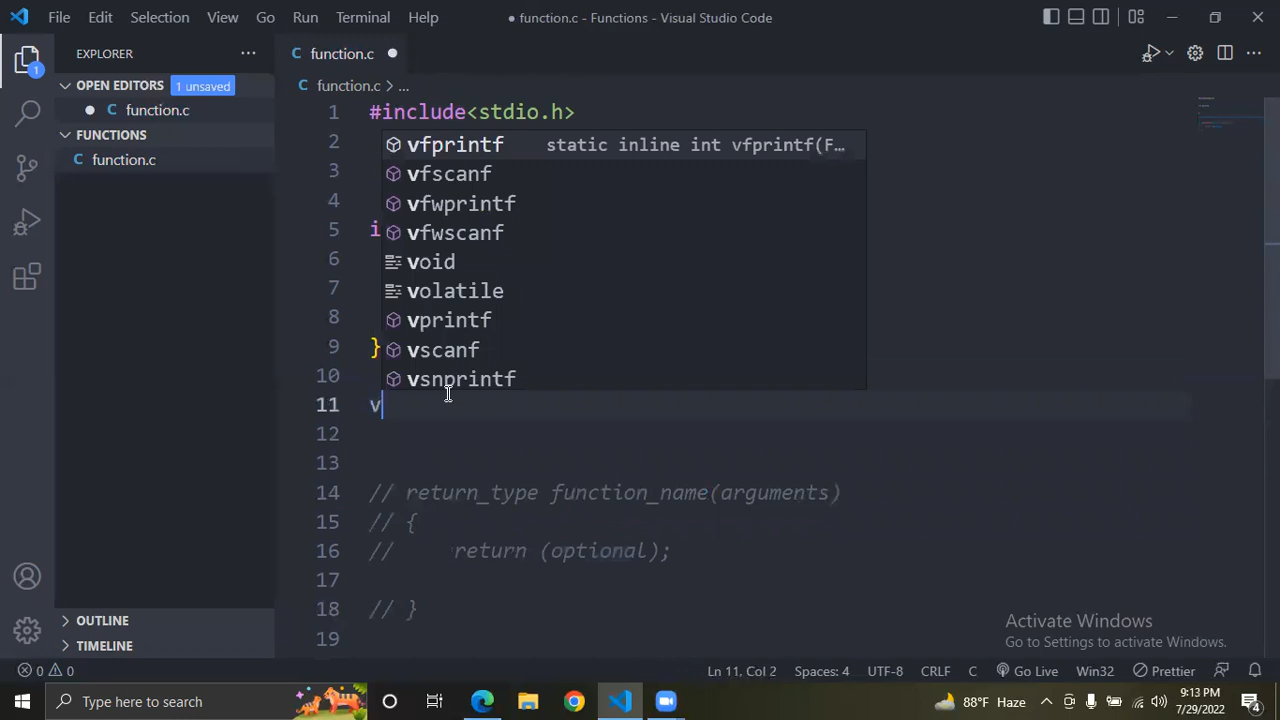 File Edit Selection View Go Run Terminal Help
● function.c - Functions - Visual Studio Code
EXPLORER
OPEN EDITORS 1 unsaved
● C function.c
FUNCTIONS
C function.c
OUTLINE
TIMELINE
1
C function.c ●
C function.c > ...
1 #include<stdio.h>
2
3
4
5 i
6
7
8
9 }
10
11 v
12
13
14 // return_type function_name(arguments)
15 // {
16 // return (optional);
17
18 // }
19
vfprintf static inline int vfprintf(F…
vfscanf
vfwprintf
vfwscanf
void
volatile
vprintf
vscanf
vsnprintf
Activate Windows
Go to Settings to activate Windows.
0 0 Ln 11, Col 2 Spaces: 4 UTF-8 CRLF C Go Live Win32 Prettier
Type here to search
88°F Haze
9:13 PM
7/29/2022
4